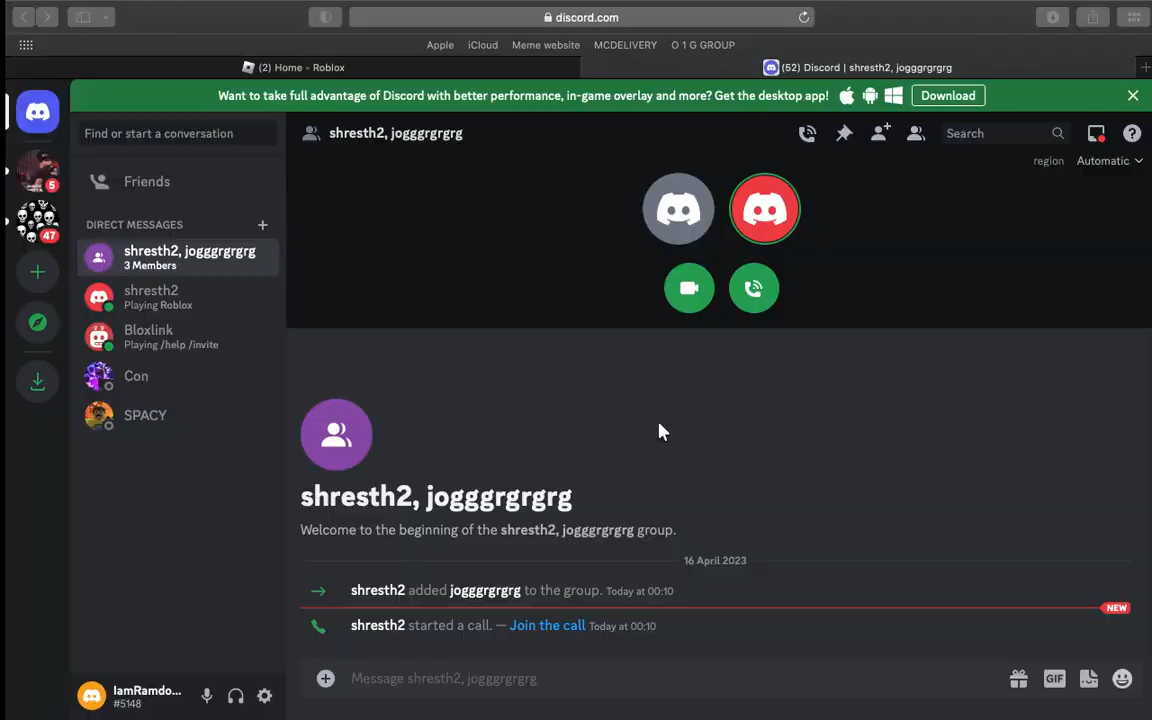 discord.com
Apple iCloud Meme website MCDELIVERY O 1 G GROUP
(2) Home - Roblox
(52) Discord | shresth2, jogggrgrgrg
Want to take full advantage of Discord with better performance, in-game overlay and more? Get the desktop app!
Download
Find or start a conversation
shresth2, jogggrgrgrg
Search
region Automatic
Friends
DIRECT MESSAGES
shresth2, jogggrgrgrg
3 Members
shresth2
Playing Roblox
Bloxlink
Playing /help /invite
Con
SPACY
5
47
shresth2, jogggrgrgrg
Welcome to the beginning of the shresth2, jogggrgrgrg group.
16 April 2023
shresth2 added jogggrgrgrg to the group. Today at 00:10
NEW
shresth2 started a call. — Join the call Today at 00:10
IamRamdo...
#5148
Message shresth2, jogggrgrgrg
GIF